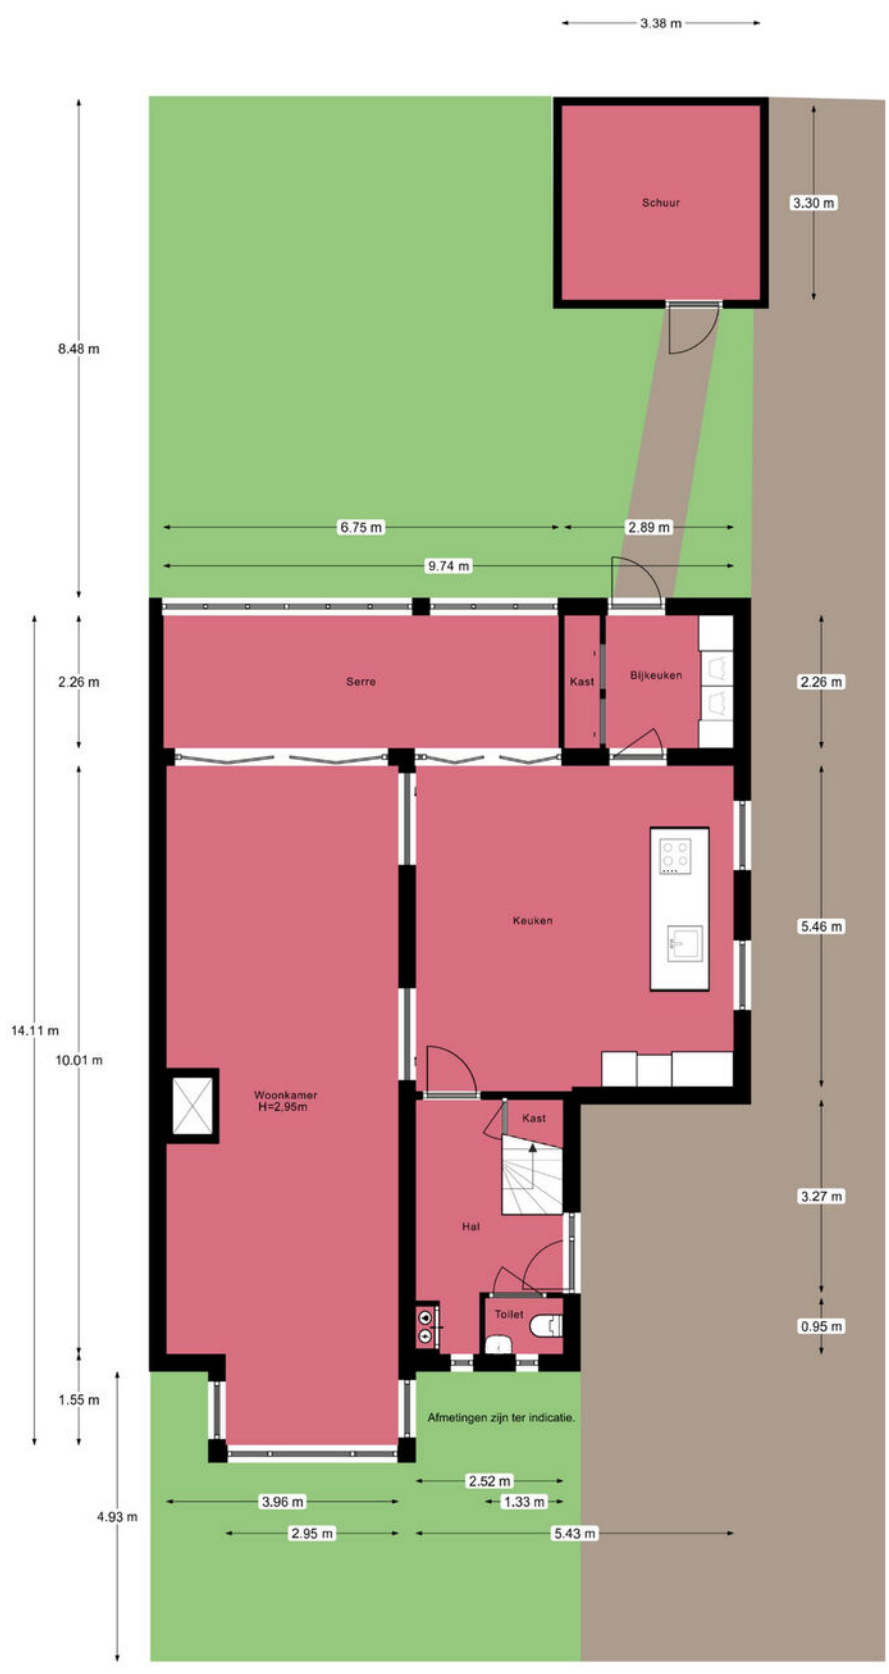 3.38 m
Schuur
3.30 m
8.48 m
6.75 m
2.89 m
9.74 m
2.26 m
Serre
Kast
Bijkeuken
2.26 m
Keuken
5.46 m
14.11 m
10.01 m
Woonkamer
H=2,95m
Kast
3.27 m
Hal
Toilet
0.95 m
1.55 m
Afmetingen zijn ter indicatie.
2.52 m
3.96 m
1.33 m
4.93 m
2.95 m
5.43 m